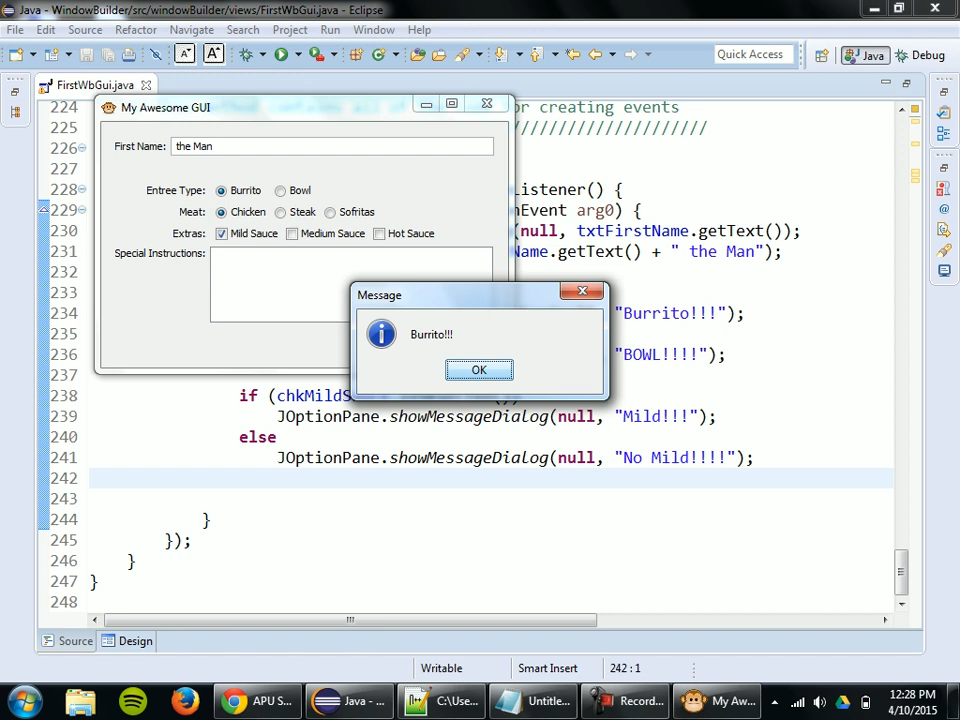 Java - WindowBuilder/src/windowBuilder/views/FirstWbGui.java - Eclipse
File Edit Source Refactor Navigate Search Project Run Window Help
Quick Access Java Debug
FirstWbGui.java
224 or creating events
225 /////////////////////
226
227
228 istener() {
229 nEvent arg0) {
230 (null, txtFirstName.getText());
231 Name.getText() + " the Man");
232
233
234 "Burrito!!!");
235
236 "BOWL!!!!");
237
238 if (chkMildS
239 JOptionPane.showMessageDialog(null, "Mild!!!");
240 else
241 JOptionPane.showMessageDialog(null, "No Mild!!!!");
242
243
244 }
245 });
246 }
247 }
248
My Awesome GUI
First Name: the Man
Entree Type: Burrito Bowl
Meat: Chicken Steak Sofritas
Extras: Mild Sauce Medium Sauce Hot Sauce
Special Instructions:
Message
Burrito!!!
OK
Source Design
Writable Smart Insert 242 : 1
APU S... Java - ... C:\Use... Untitle... Record... My Aw...
12:28 PM
4/10/2015